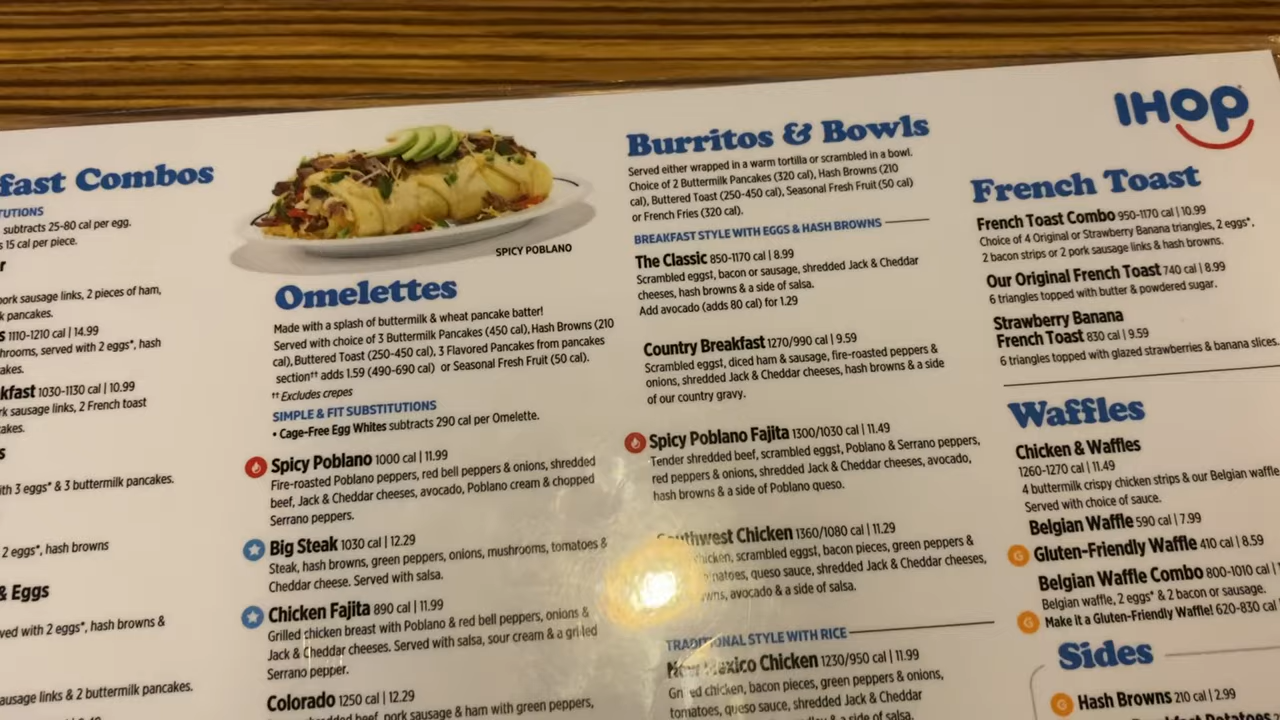 fast Combos
TUTIONS
subtracts 25-80 cal per egg.
s 15 cal per piece.
r
pork sausage links, 2 pieces of ham,
k pancakes.
s 1110-1210 cal | 14.99
hrooms, served with 2 eggs*, hash
akes.
kfast 1030-1130 cal | 10.99
rk sausage links, 2 French toast
akes.
s
ith 3 eggs* & 3 buttermilk pancakes.
2 eggs*, hash browns
& Eggs
ved with 2 eggs*, hash browns &
ausage links & 2 buttermilk pancakes.
SPICY POBLANO
Omelettes
Made with a splash of buttermilk & wheat pancake batter!
Served with choice of 3 Buttermilk Pancakes (450 cal), Hash Browns (210
cal), Buttered Toast (250-450 cal), 3 Flavored Pancakes from pancakes
section†† adds 1.59 (490-690 cal) or Seasonal Fresh Fruit (50 cal).
†† Excludes crepes
SIMPLE & FIT SUBSTITUTIONS
• Cage-Free Egg Whites subtracts 290 cal per Omelette.
Spicy Poblano 1000 cal | 11.99
Fire-roasted Poblano peppers, red bell peppers & onions, shredded
beef, Jack & Cheddar cheeses, avocado, Poblano cream & chopped
Serrano peppers.
Big Steak 1030 cal | 12.29
Steak, hash browns, green peppers, onions, mushrooms, tomatoes &
Cheddar cheese. Served with salsa.
Chicken Fajita 890 cal | 11.99
Grilled chicken breast with Poblano & red bell peppers, onions &
Jack & Cheddar cheeses. Served with salsa, sour cream & a grilled
Serrano pepper.
Colorado 1250 cal | 12.29
beef, pork sausage & ham with green peppers,
Burritos & Bowls
Served either wrapped in a warm tortilla or scrambled in a bowl.
Choice of 2 Buttermilk Pancakes (320 cal), Hash Browns (210
cal), Buttered Toast (250-450 cal), Seasonal Fresh Fruit (50 cal)
or French Fries (320 cal).
BREAKFAST STYLE WITH EGGS & HASH BROWNS
The Classic 850-1170 cal | 8.99
Scrambled eggs†, bacon or sausage, shredded Jack & Cheddar
cheeses, hash browns & a side of salsa.
Add avocado (adds 80 cal) for 1.29
Country Breakfast 1270/990 cal | 9.59
Scrambled eggs†, diced ham & sausage, fire-roasted peppers &
onions, shredded Jack & Cheddar cheeses, hash browns & a side
of our country gravy.
Spicy Poblano Fajita 1300/1030 cal | 11.49
Tender shredded beef, scrambled eggs†, Poblano & Serrano peppers,
red peppers & onions, shredded Jack & Cheddar cheeses, avocado,
hash browns & a side of Poblano queso.
Southwest Chicken 1360/1080 cal | 11.29
chicken, scrambled eggs†, bacon pieces, green peppers &
tomatoes, queso sauce, shredded Jack & Cheddar cheeses,
avocado & a side of salsa.
TRADITIONAL STYLE WITH RICE
New Mexico Chicken 1230/950 cal | 11.99
Grilled chicken, bacon pieces, green peppers & onions,
tomatoes, queso sauce, shredded Jack & Cheddar
& a side of salsa.
IHOP
French Toast
French Toast Combo 950-1170 cal | 10.99
Choice of 4 Original or Strawberry Banana triangles, 2 eggs*,
2 bacon strips or 2 pork sausage links & hash browns.
Our Original French Toast 740 cal | 8.99
6 triangles topped with butter & powdered sugar.
Strawberry Banana
French Toast 830 cal | 9.59
6 triangles topped with glazed strawberries & banana slices.
Waffles
Chicken & Waffles
1260-1270 cal | 11.49
4 buttermilk crispy chicken strips & our Belgian waffle
Served with choice of sauce.
Belgian Waffle 590 cal | 7.99
G Gluten-Friendly Waffle 410 cal | 8.59
Belgian Waffle Combo 800-1010 cal |
Belgian waffle, 2 eggs* & 2 bacon or sausage.
G Make it a Gluten-Friendly Waffle! 620-830 cal
Sides
G Hash Browns 210 cal | 2.99